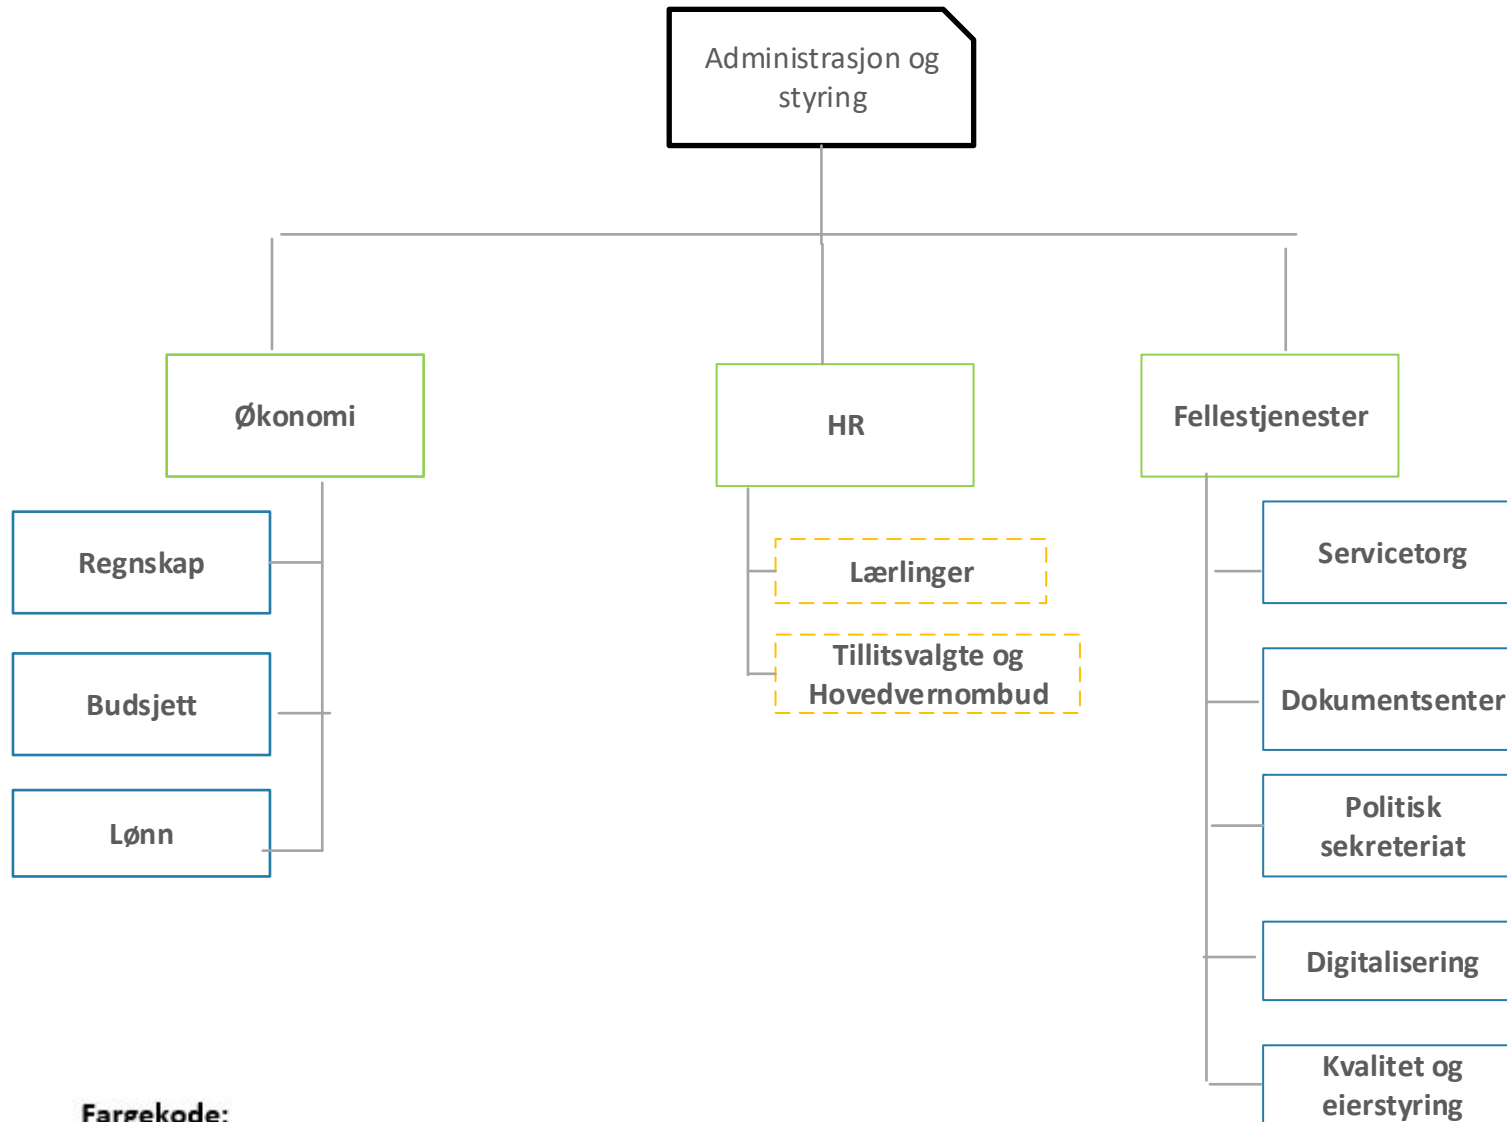 Administrasjon og
styring
Økonomi
HR
Fellestjenester
Regnskap
Budsjett
Lønn
Lærlinger
Tillitsvalgte og
Hovedvernombud
Servicetorg
Dokumentsenter
Politisk
sekreteriat
Digitalisering
Kvalitet og
eierstyring
Fargekode: